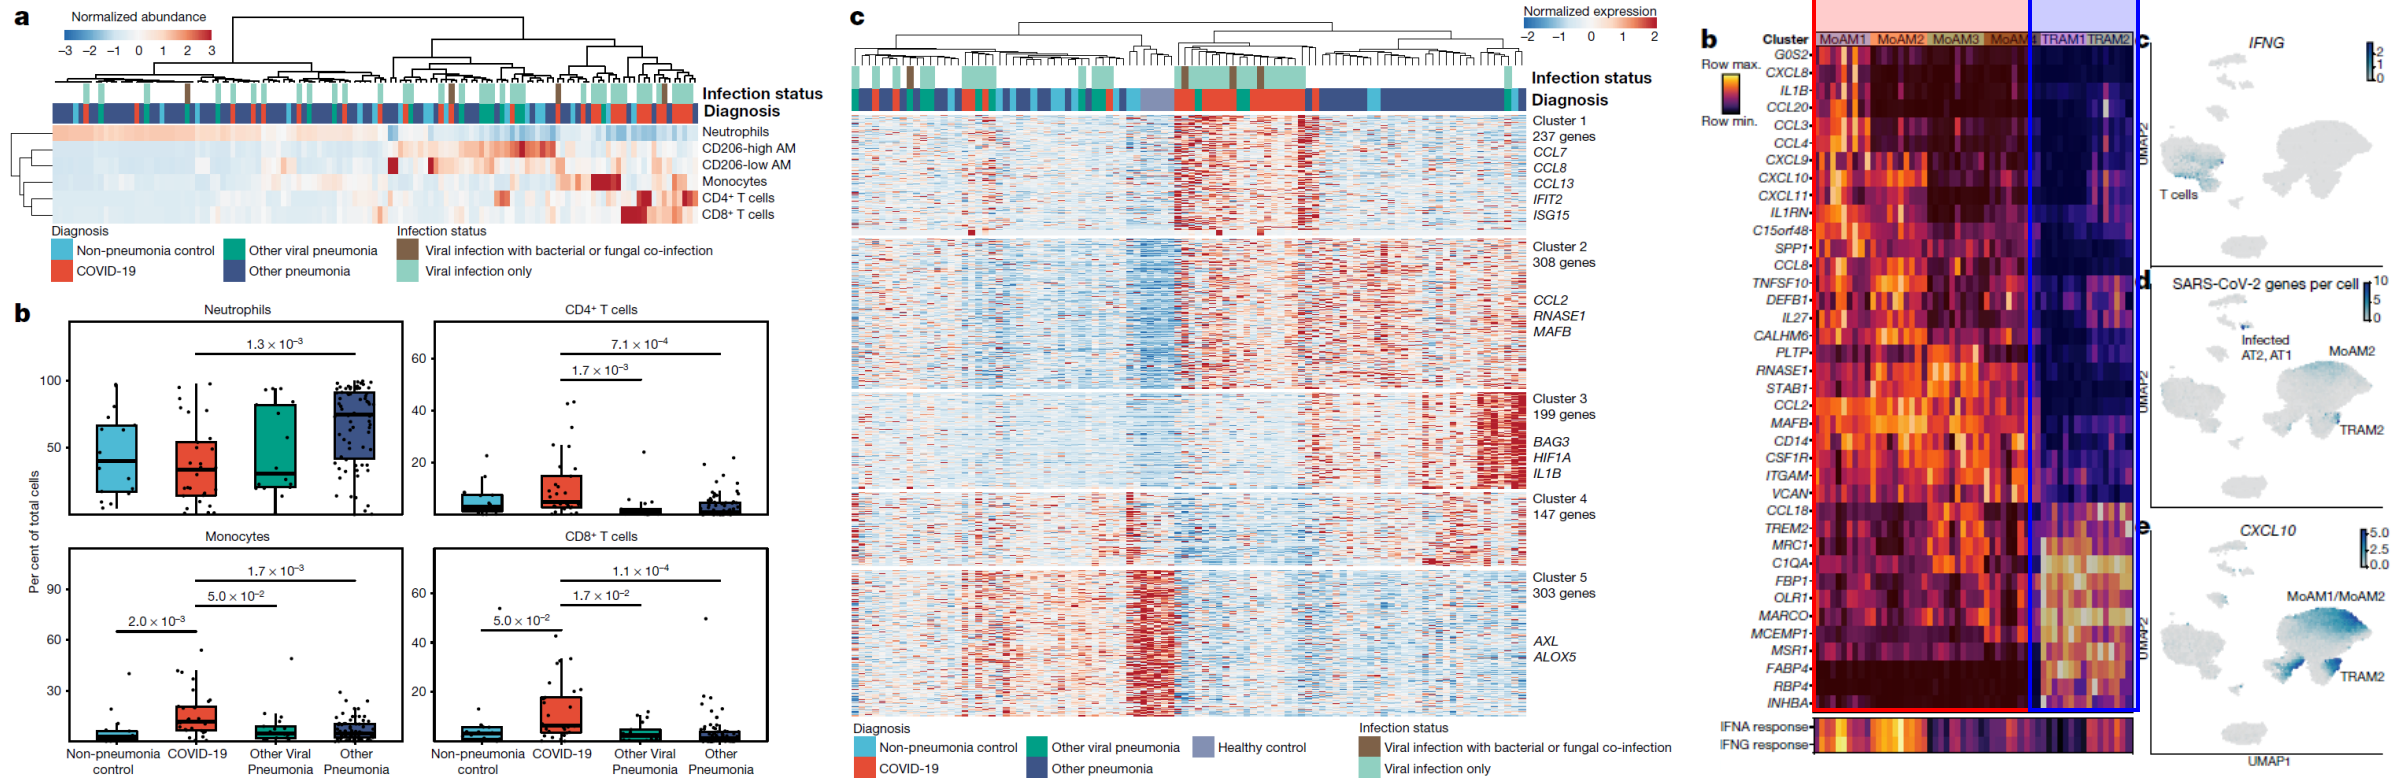 a
Normalized abundance
−3 −2 −1 0 1 2 3
Infection status
Diagnosis
Neutrophils
CD206-high AM
CD206-low AM
Monocytes
CD4+ T cells
CD8+ T cells
Diagnosis
Non-pneumonia control
COVID-19
Other viral pneumonia
Other pneumonia
Infection status
Viral infection with bacterial or fungal co-infection
Viral infection only
b
Per cent of total cells
Neutrophils
100
50
1.3 × 10−3
CD4+ T cells
60
40
20
7.1 × 10−4
1.7 × 10−3
Monocytes
90
60
30
1.7 × 10−3
5.0 × 10−2
2.0 × 10−3
Non-pneumonia control
COVID-19
Other Viral Pneumonia
Other Pneumonia
CD8+ T cells
60
40
20
1.1 × 10−4
1.7 × 10−2
5.0 × 10−2
Non-pneumonia control
COVID-19
Other Viral Pneumonia
Other Pneumonia
c
Normalized expression
−2 −1 0 1 2
Infection status
Diagnosis
Cluster 1
237 genes
CCL7
CCL8
CCL13
IFIT2
ISG15
Cluster 2
308 genes
CCL2
RNASE1
MAFB
Cluster 3
199 genes
BAG3
HIF1A
IL1B
Cluster 4
147 genes
Cluster 5
303 genes
AXL
ALOX5
Diagnosis
Non-pneumonia control
COVID-19
Other viral pneumonia
Other pneumonia
Healthy control
Infection status
Viral infection with bacterial or fungal co-infection
Viral infection only
b
Cluster
MoAM1 MoAM2 MoAM3 MoAM4 TRAM1 TRAM2
Row max.
Row min.
G0S2
CXCL8
IL1B
CCL20
CCL3
CCL4
CXCL9
CXCL10
CXCL11
IL1RN
C15orf48
SPP1
CCL8
TNFSF10
DEFB1
IL27
CALHM6
PLTP
RNASE1
STAB1
CCL2
MAFB
CD14
CSF1R
ITGAM
VCAN
CCL18
TREM2
MRC1
C1QA
FBP1
OLR1
MARCO
MCEMP1
MSR1
FABP4
RBP4
INHBA
IFNA response
IFNG response
c
IFNG
2
1
0
UMAP2
T cells
d
SARS-CoV-2 genes per cell
10
5
0
Infected
AT2, AT1
MoAM2
TRAM2
UMAP2
e
CXCL10
5.0
2.5
0.0
MoAM1/MoAM2
TRAM2
UMAP2
UMAP1